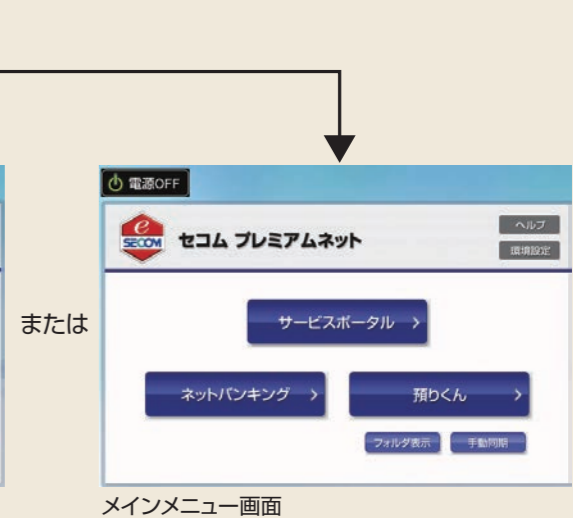 電源OFF
e
SECOM
セコム プレミアムネット
ヘルプ
環境設定
または
サービスポータル
ネットバンキング
預りくん
フォルダ表示
手動同期
メインメニュー画面